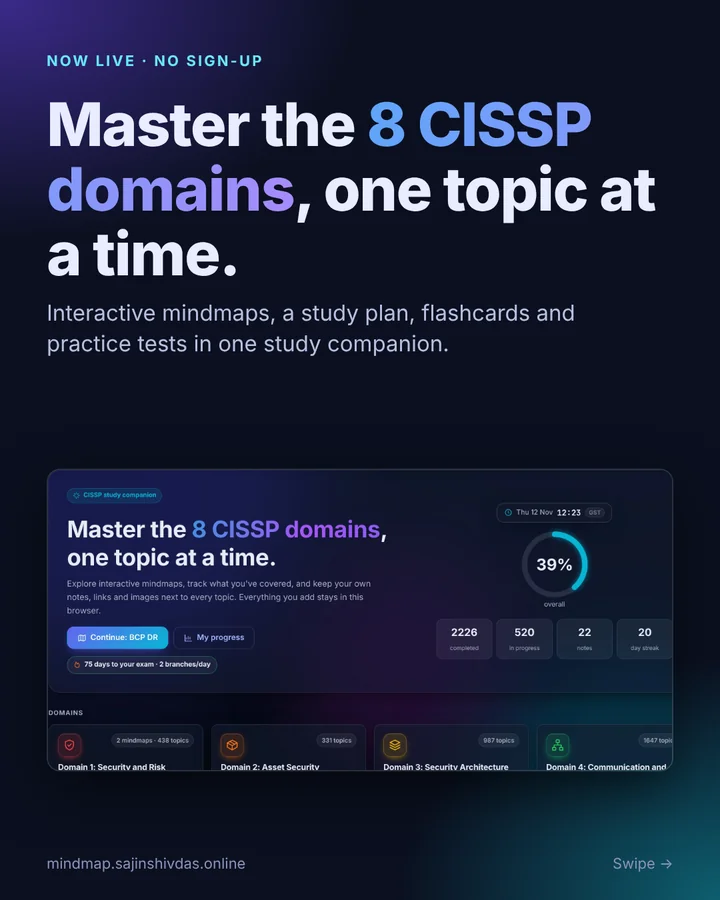 NOW LIVE · NO SIGN-UP
Master the 8 CISSP
domains, one topic at
a time.
Interactive mindmaps, a study plan, flashcards and
practice tests in one study companion.
CISSP study companion
Master the 8 CISSP domains,
one topic at a time.
Explore interactive mindmaps, track what you've covered, and keep your own
notes, links and images next to every topic. Everything you add stays in this
browser.
Continue: BCP DR
My progress
75 days to your exam · 2 branches/day
Thu 12 Nov 12:23 GST
39%
overall
2226
completed
520
in progress
22
notes
20
day streak
DOMAINS
2 mindmaps · 438 topics
Domain 1: Security and Risk
331 topics
Domain 2: Asset Security
987 topics
Domain 3: Security Architecture
1647 topic
Domain 4: Communication and
mindmap.sajinshivdas.online
Swipe →